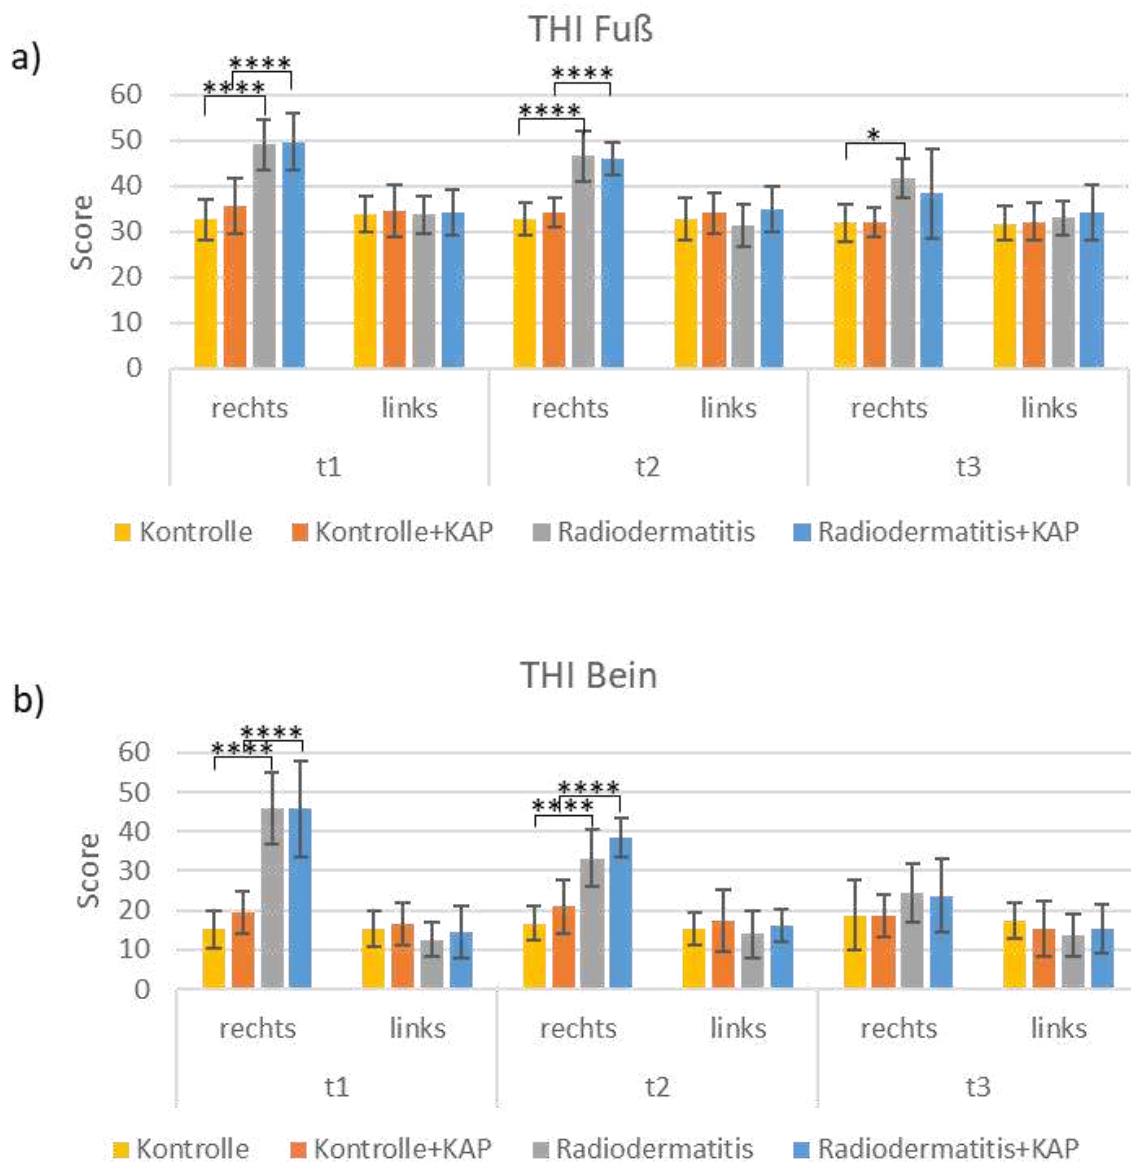 THI Fuß
a)
**** ****
**** ****
*
Score
60
50
40
30
20
10
0
rechts links rechts links rechts links
t1 t2 t3
Kontrolle Kontrolle+KAP Radiodermatitis Radiodermatitis+KAP
THI Bein
b)
**** ****
**** ****
Score
60
50
40
30
20
10
0
rechts links rechts links rechts links
t1 t2 t3
Kontrolle Kontrolle+KAP Radiodermatitis Radiodermatitis+KAP